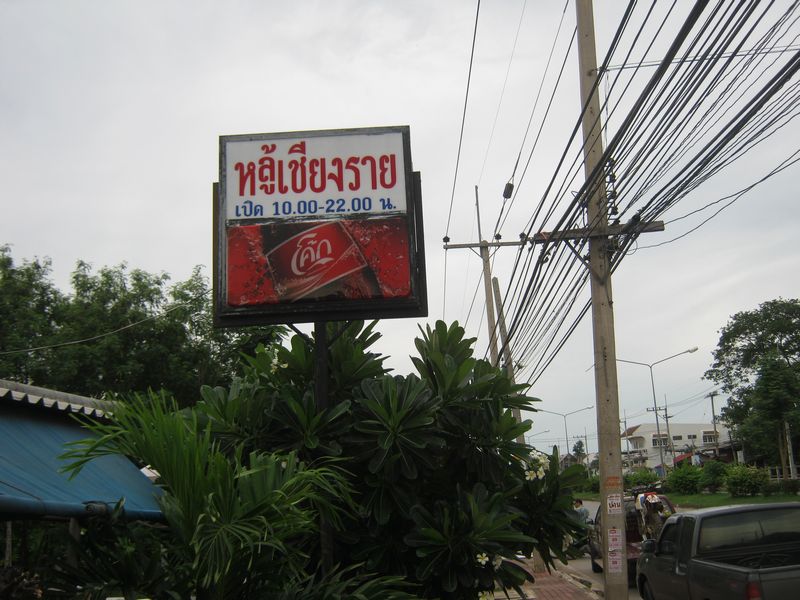 หลู้เชียงราย
เปิด 10.00-22.00 น.
โค้ก